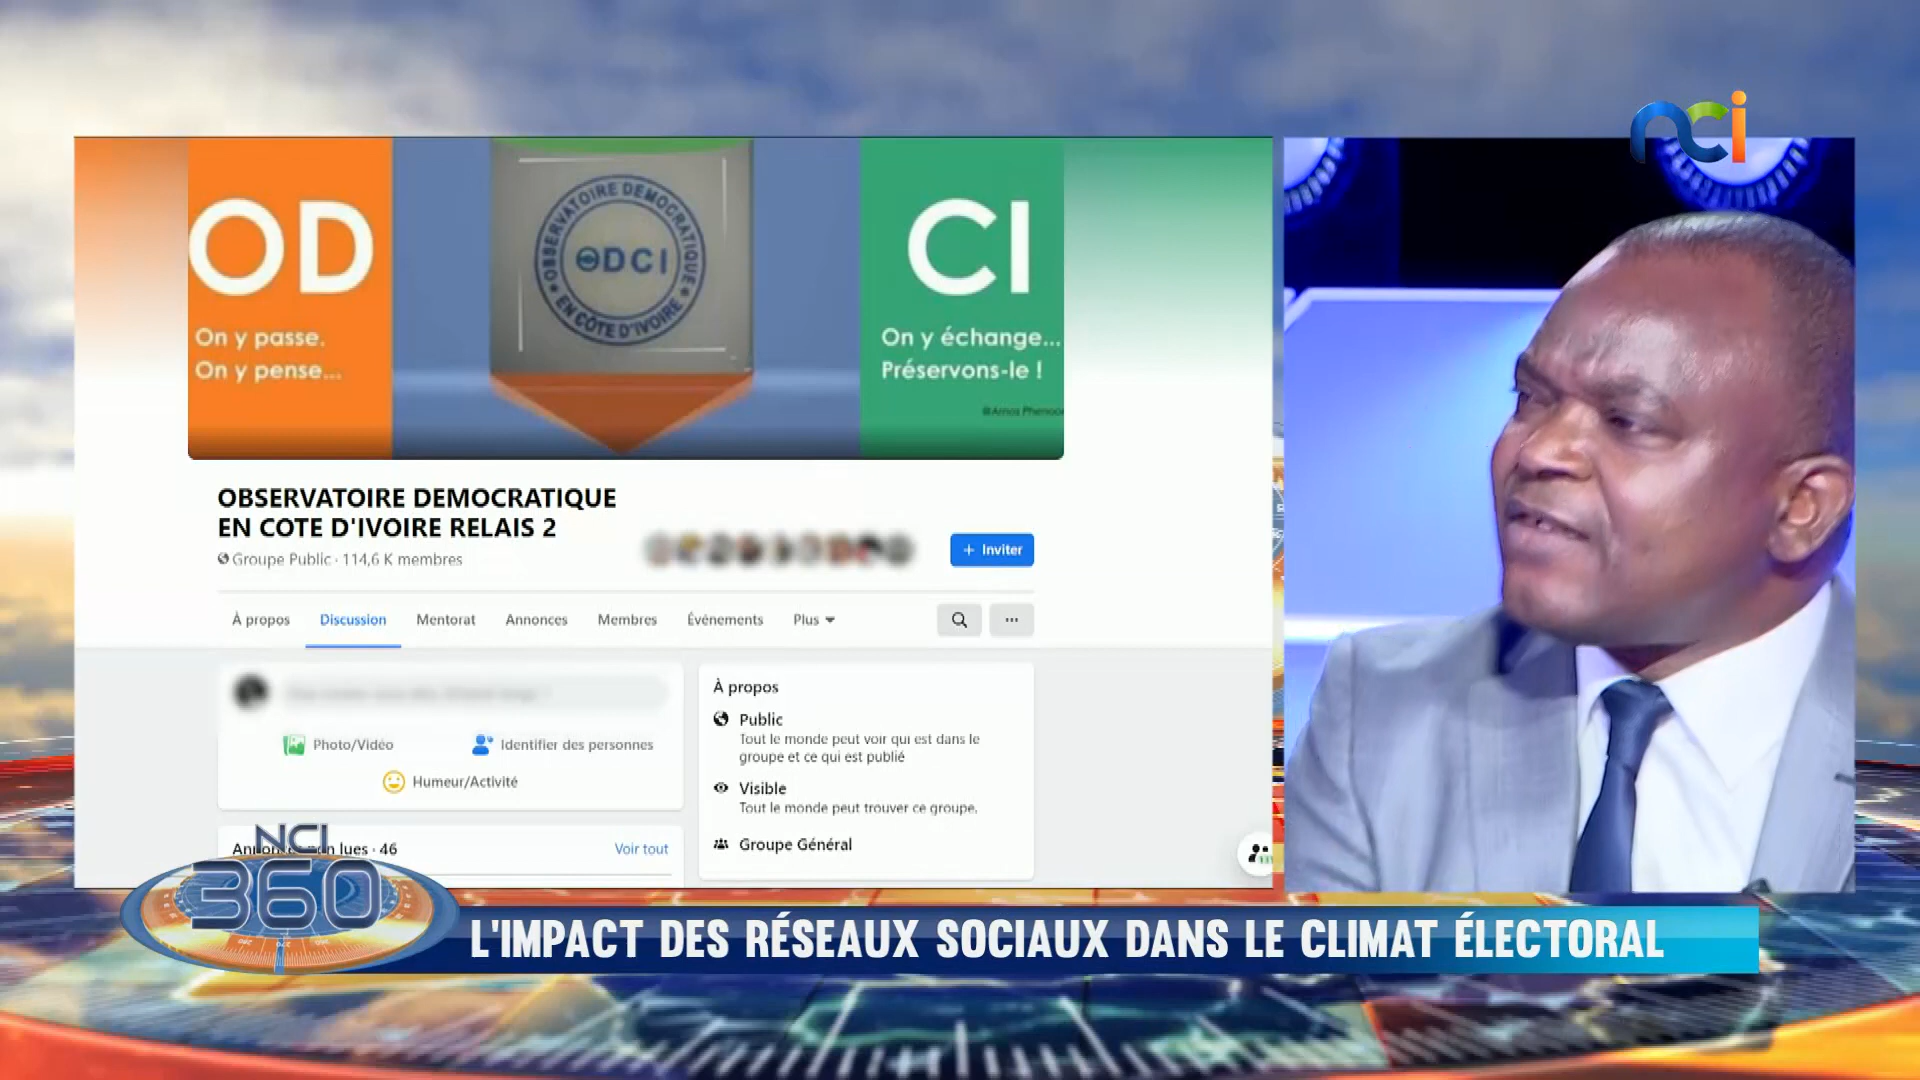 nci
OD
On y passe.
On y pense...
OBSERVATOIRE DEMOCRATIQUE
ODCI
EN CÔTE D'IVOIRE
CI
On y échange...
Préservons-le !
OBSERVATOIRE DEMOCRATIQUE
EN COTE D'IVOIRE RELAIS 2
Groupe Public · 114,6 K membres
+ Inviter
À propos
Discussion
Mentorat
Annonces
Membres
Événements
Plus
Photo/Vidéo
Identifier des personnes
Humeur/Activité
non lues · 46
Voir tout
À propos
Public
Tout le monde peut voir qui est dans le
groupe et ce qui est publié
Visible
Tout le monde peut trouver ce groupe.
Groupe Général
NCI
360
L'IMPACT DES RÉSEAUX SOCIAUX DANS LE CLIMAT ÉLECTORAL